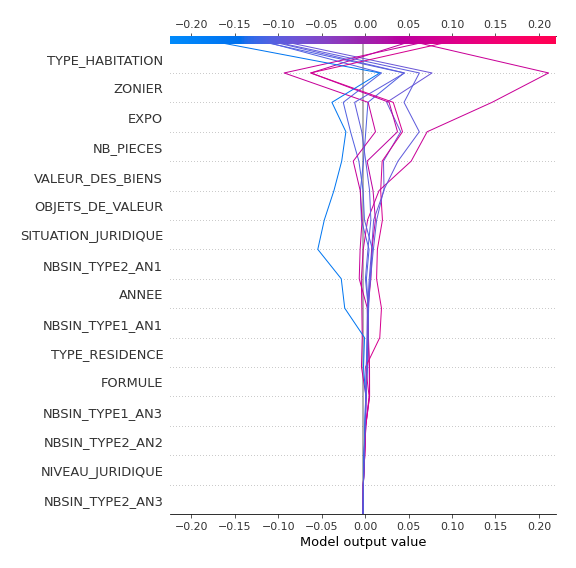 −0.20 −0.15 −0.10 −0.05 0.00 0.05 0.10 0.15 0.20
TYPE_HABITATION
ZONIER
EXPO
NB_PIECES
VALEUR_DES_BIENS
OBJETS_DE_VALEUR
SITUATION_JURIDIQUE
NBSIN_TYPE2_AN1
ANNEE
NBSIN_TYPE1_AN1
TYPE_RESIDENCE
FORMULE
NBSIN_TYPE1_AN3
NBSIN_TYPE2_AN2
NIVEAU_JURIDIQUE
NBSIN_TYPE2_AN3
−0.20 −0.15 −0.10 −0.05 0.00 0.05 0.10 0.15 0.20
Model output value